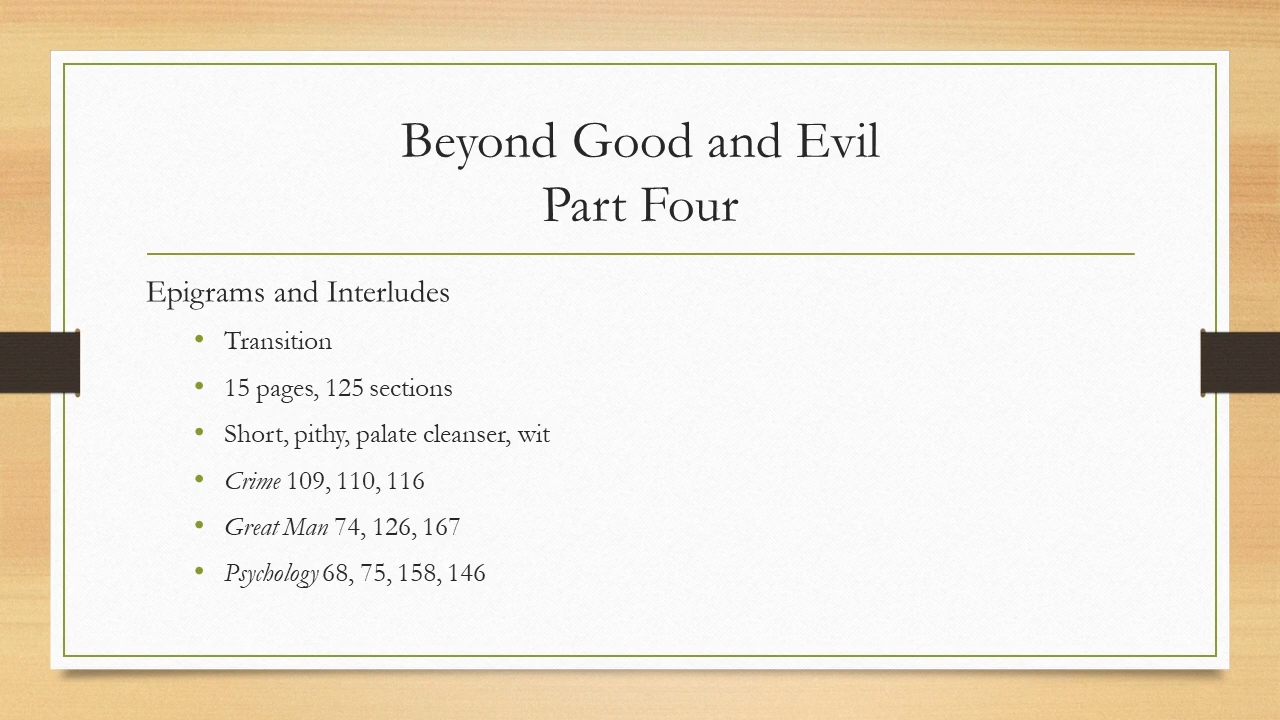 Beyond Good and Evil
Part Four
Epigrams and Interludes
• Transition
• 15 pages, 125 sections
• Short, pithy, palate cleanser, wit
• Crime 109, 110, 116
• Great Man 74, 126, 167
• Psychology 68, 75, 158, 146